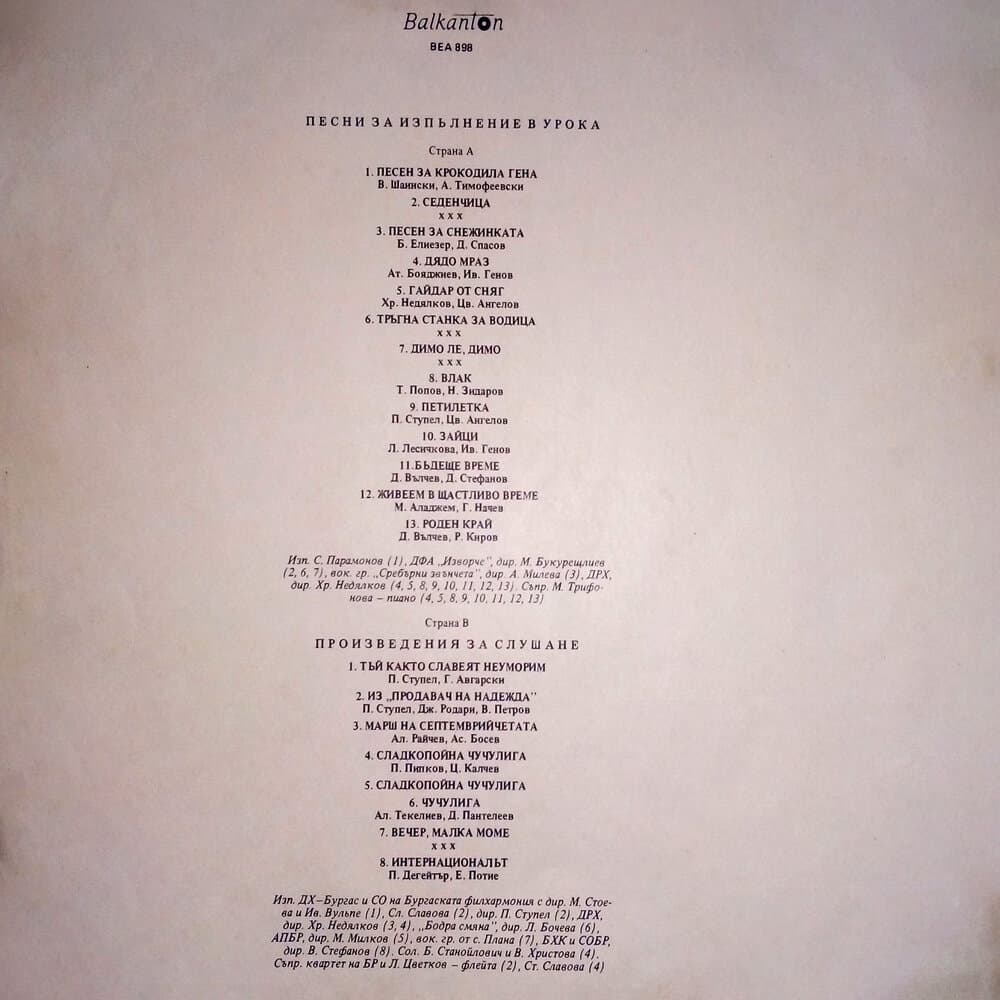 Balkanton
ВЕА 898
ПЕСНИ ЗА ИЗПЪЛНЕНИЕ В УРОКА
Страна А
1. ПЕСЕН ЗА КРОКОДИЛА ГЕНА
В. Шаински, А. Тимофеевски
2. СЕДЕНЧИЦА
х х х
3. ПЕСЕН ЗА СНЕЖИНКАТА
Б. Елиезер, Д. Спасов
4. ДЯДО МРАЗ
Ат. Бояджиев, Ив. Генов
5. ГАЙДАР ОТ СНЯГ
Хр. Недялков, Цв. Ангелов
6. ТРЪГНА СТАНКА ЗА ВОДИЦА
х х х
7. ДИМО ЛЕ, ДИМО
х х х
8. ВЛАК
Т. Попов, Н. Зидаров
9. ПЕТИЛЕТКА
П. Ступел, Цв. Ангелов
10. ЗАЙЦИ
Л. Лесичкова, Ив. Генов
11.БЪДЕЩЕ ВРЕМЕ
Д. Вълчев, Д. Стефанов
12. ЖИВЕЕМ В ЩАСТЛИВО ВРЕМЕ
М. Аладжем, Г. Начев
13. РОДЕН КРАЙ
Д. Вълчев, Р. Киров
Изп. С. Парамонов (1), ДФА „Изворче”, дир. М. Букурещлиев
(2, 6, 7), вок. гр. „Сребърни звънчета”, дир. А. Милева (3), ДРХ,
дир. Хр. Недялков (4, 5, 8, 9, 10, 11, 12, 13). Съпр. М. Трифо-
нова – пиано (4, 5, 8, 9, 10, 11, 12, 13)
Страна В
ПРОИЗВЕДЕНИЯ ЗА СЛУШАНЕ
1. ТЪЙ КАКТО СЛАВЕЯТ НЕУМОРИМ
П. Ступел, Г. Авгарски
2. ИЗ „ПРОДАВАЧ НА НАДЕЖДА”
П. Ступел, Дж. Родари, В. Петров
3. МАРШ НА СЕПТЕМВРИЙЧЕТАТА
Ал. Райчев, Ас. Босев
4. СЛАДКОПОЙНА ЧУЧУЛИГА
П. Пипков, Ц. Калчев
5. СЛАДКОПОЙНА ЧУЧУЛИГА
6. ЧУЧУЛИГА
Ал. Текелиев, Д. Пантелеев
7. ВЕЧЕР, МАЛКА МОМЕ
х х х
8. ИНТЕРНАЦИОНАЛЪТ
П. Дегейтър, Е. Потие
Изп. ДХ–Бургас и СО на Бургаската филхармония с дир. М. Стое-
ва и Ив. Вульпе (1), Сл. Славова (2), дир. П. Ступел (2), ДРХ,
дир. Хр. Недялков (3, 4), „Бодра смяна”, дир. Л. Бочева (6),
АПБР, дир. М. Милков (5), вок. гр. от с. Плана (7), БХК и СОБР,
дир. В. Стефанов (8). Сол. Б. Станойлович и В. Христова (4).
Съпр. квартет на БР и Л. Цветков – флейта (2), Ст. Славова (4)